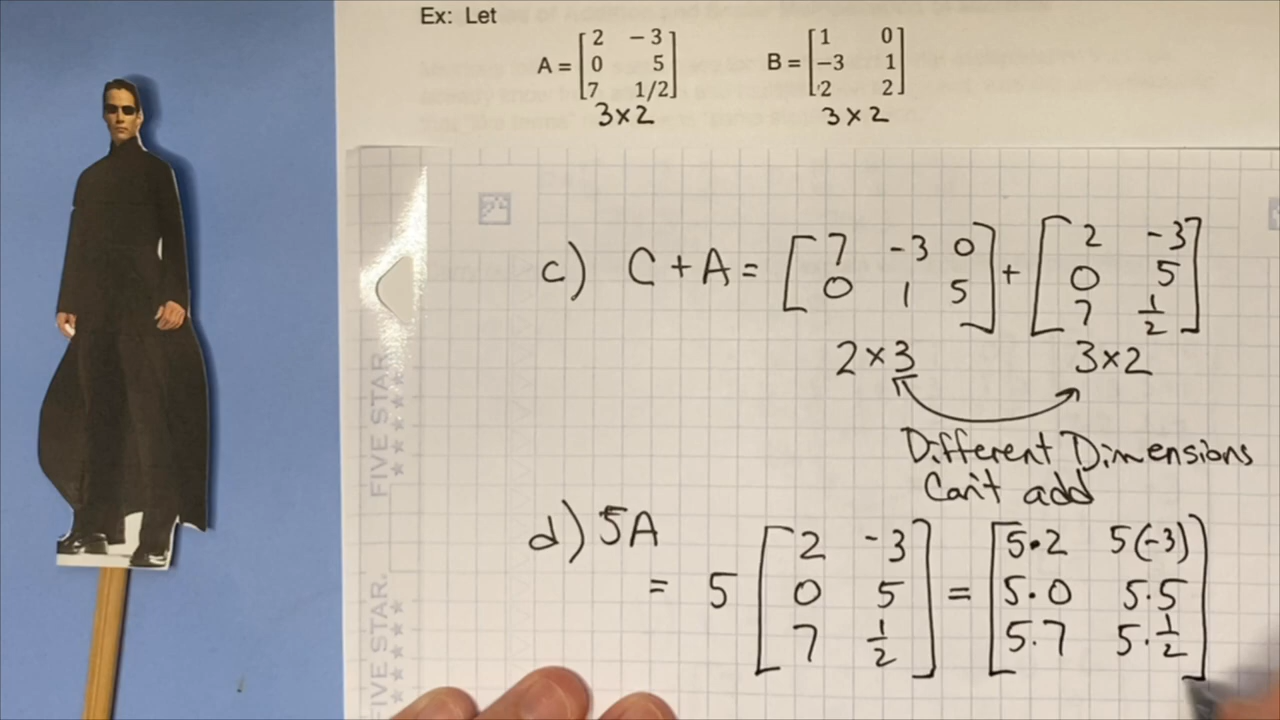 Ex: Let
A = [2 -3
0 5
7 1/2]
3×2
B = [1 0
-3 1
2 2]
3×2
c) C+A = [7 -3 0
0 1 5] + [2 -3
0 5
7 1/2]
2×3 3×2
Different Dimensions
Can't add
d) 5A
= 5 [2 -3
0 5
7 1/2] = [5·2 5(-3)
5·0 5·5
5·7 5·1/2]
FIVE STAR
FIVE STAR.